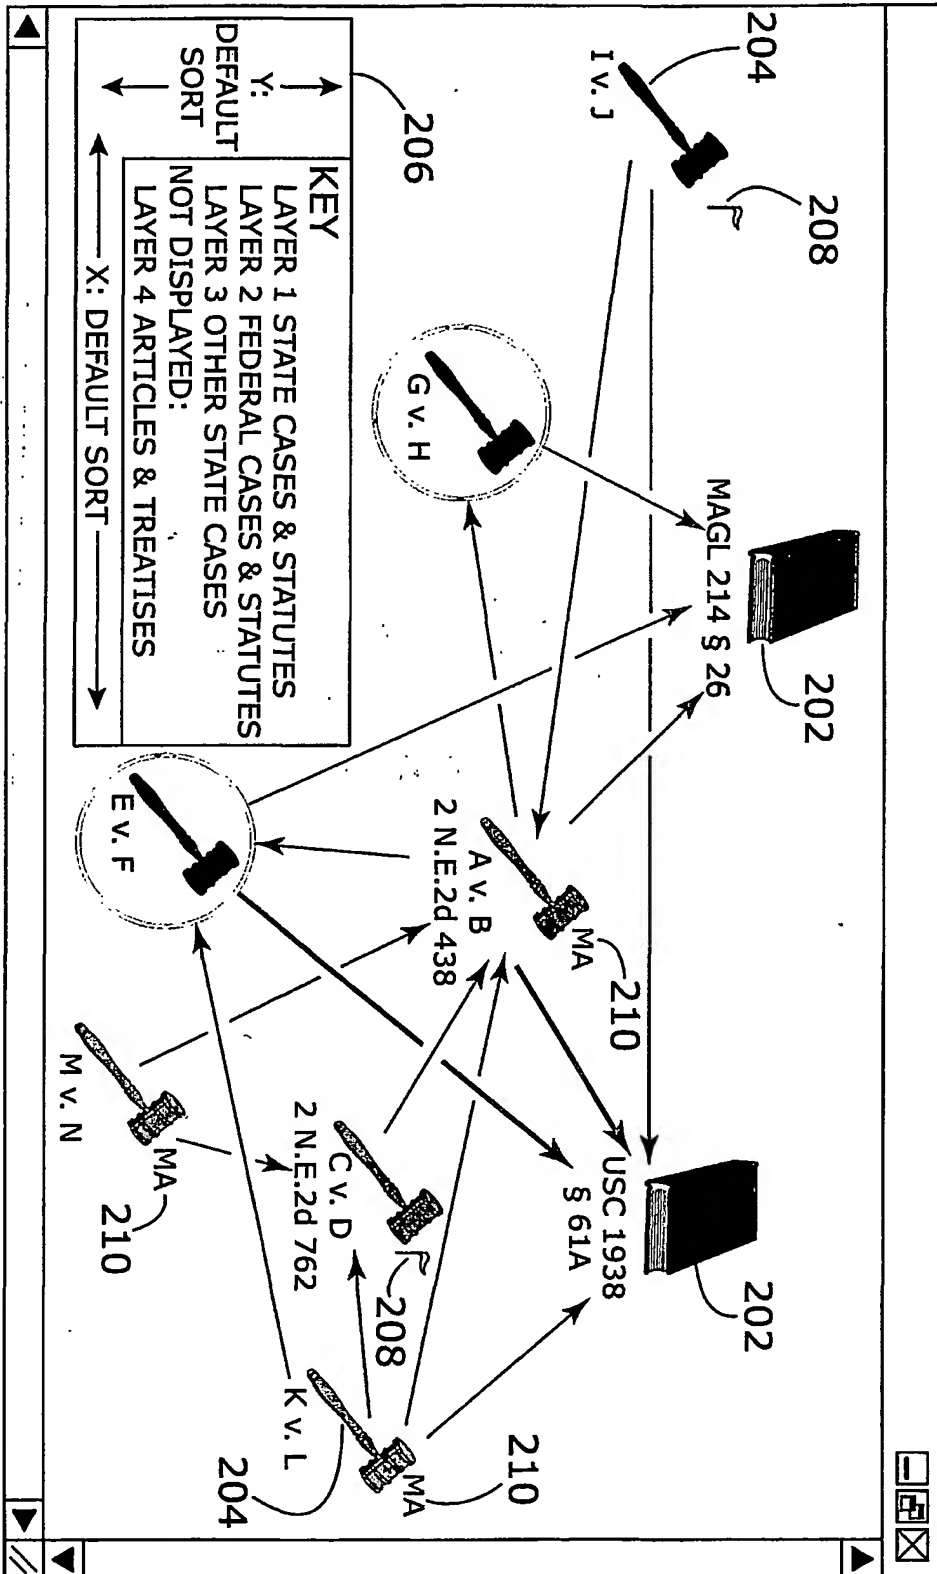 204
208
I v. J
202
MAGL 214 § 26
202
USC 1938
§ 61A
210
MA
A v. B
2 N.E.2d 438
G v. H
206
KEY
LAYER 1 STATE CASES & STATUTES
LAYER 2 FEDERAL CASES & STATUTES
LAYER 3 OTHER STATE CASES
NOT DISPLAYED:
LAYER 4 ARTICLES & TREATISES
Y:
DEFAULT
SORT
X: DEFAULT SORT
E v. F
208
C v. D
2 N.E.2d 762
210
MA
K v. L
204
MA
210
M v. N